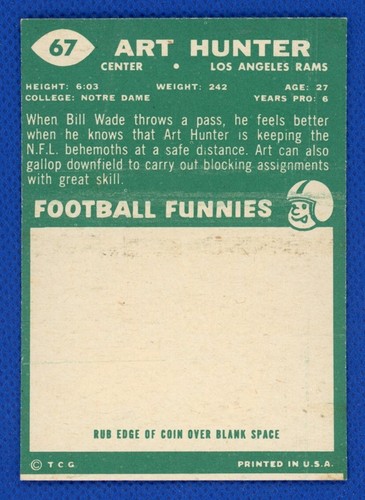 67 ART HUNTER
CENTER • LOS ANGELES RAMS
HEIGHT: 6:03 WEIGHT: 242 AGE: 27
COLLEGE: NOTRE DAME YEARS PRO: 6
When Bill Wade throws a pass, he feels better
when he knows that Art Hunter is keeping the
N.F.L. behemoths at a safe distance. Art can also
gallop downfield to carry out blocking assignments
with great skill.
FOOTBALL FUNNIES
RUB EDGE OF COIN OVER BLANK SPACE
© T.C.G. PRINTED IN U.S.A.